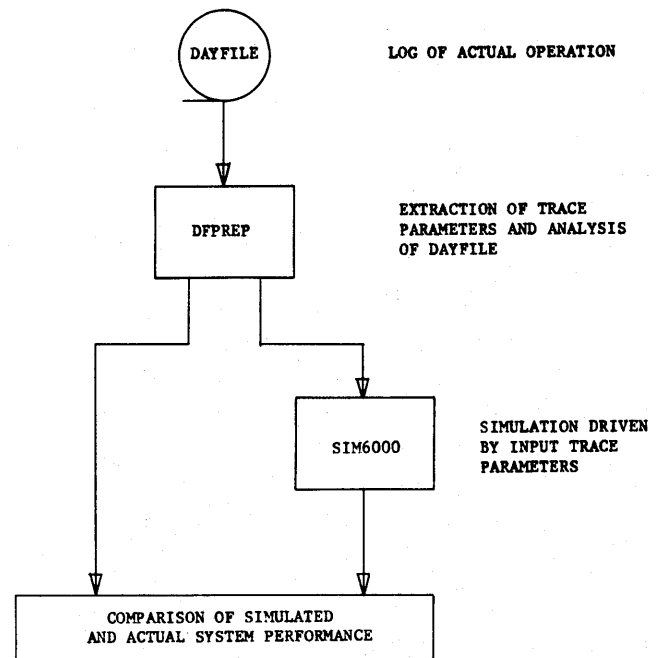 DAYFILE
LOG OF ACTUAL OPERATION
DFPREP
EXTRACTION OF TRACE
PARAMETERS AND ANALYSIS
OF DAYFILE
SIM6000
SIMULATION DRIVEN
BY INPUT TRACE
PARAMETERS
COMPARISON OF SIMULATED
AND ACTUAL SYSTEM PERFORMANCE